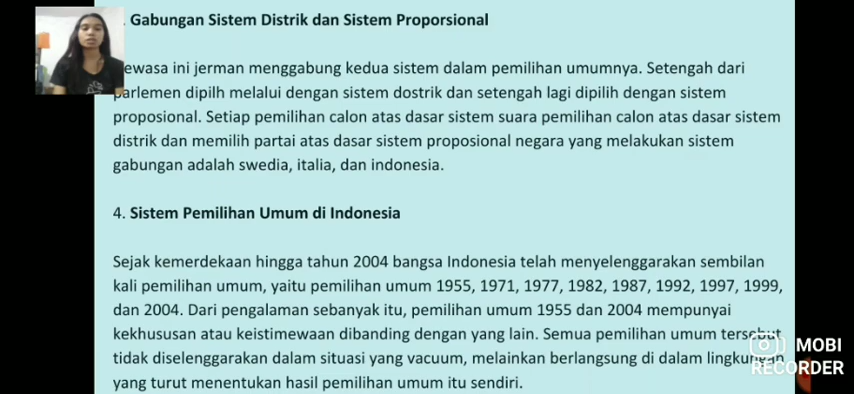 . Gabungan Sistem Distrik dan Sistem Proporsional
ewasa ini jerman menggabung kedua sistem dalam pemilihan umumnya. Setengah dari
parlemen dipilh melalui dengan sistem dostrik dan setengah lagi dipilih dengan sistem
proposional. Setiap pemilihan calon atas dasar sistem suara pemilihan calon atas dasar sistem
distrik dan memilih partai atas dasar sistem proposional negara yang melakukan sistem
gabungan adalah swedia, italia, dan indonesia.
4. Sistem Pemilihan Umum di Indonesia
Sejak kemerdekaan hingga tahun 2004 bangsa Indonesia telah menyelenggarakan sembilan
kali pemilihan umum, yaitu pemilihan umum 1955, 1971, 1977, 1982, 1987, 1992, 1997, 1999,
dan 2004. Dari pengalaman sebanyak itu, pemilihan umum 1955 dan 2004 mempunyai
kekhususan atau keistimewaan dibanding dengan yang lain. Semua pemilihan umum tersebut
tidak diselenggarakan dalam situasi yang vacuum, melainkan berlangsung di dalam lingkungan
yang turut menentukan hasil pemilihan umum itu sendiri.
MOBI
RECORDER